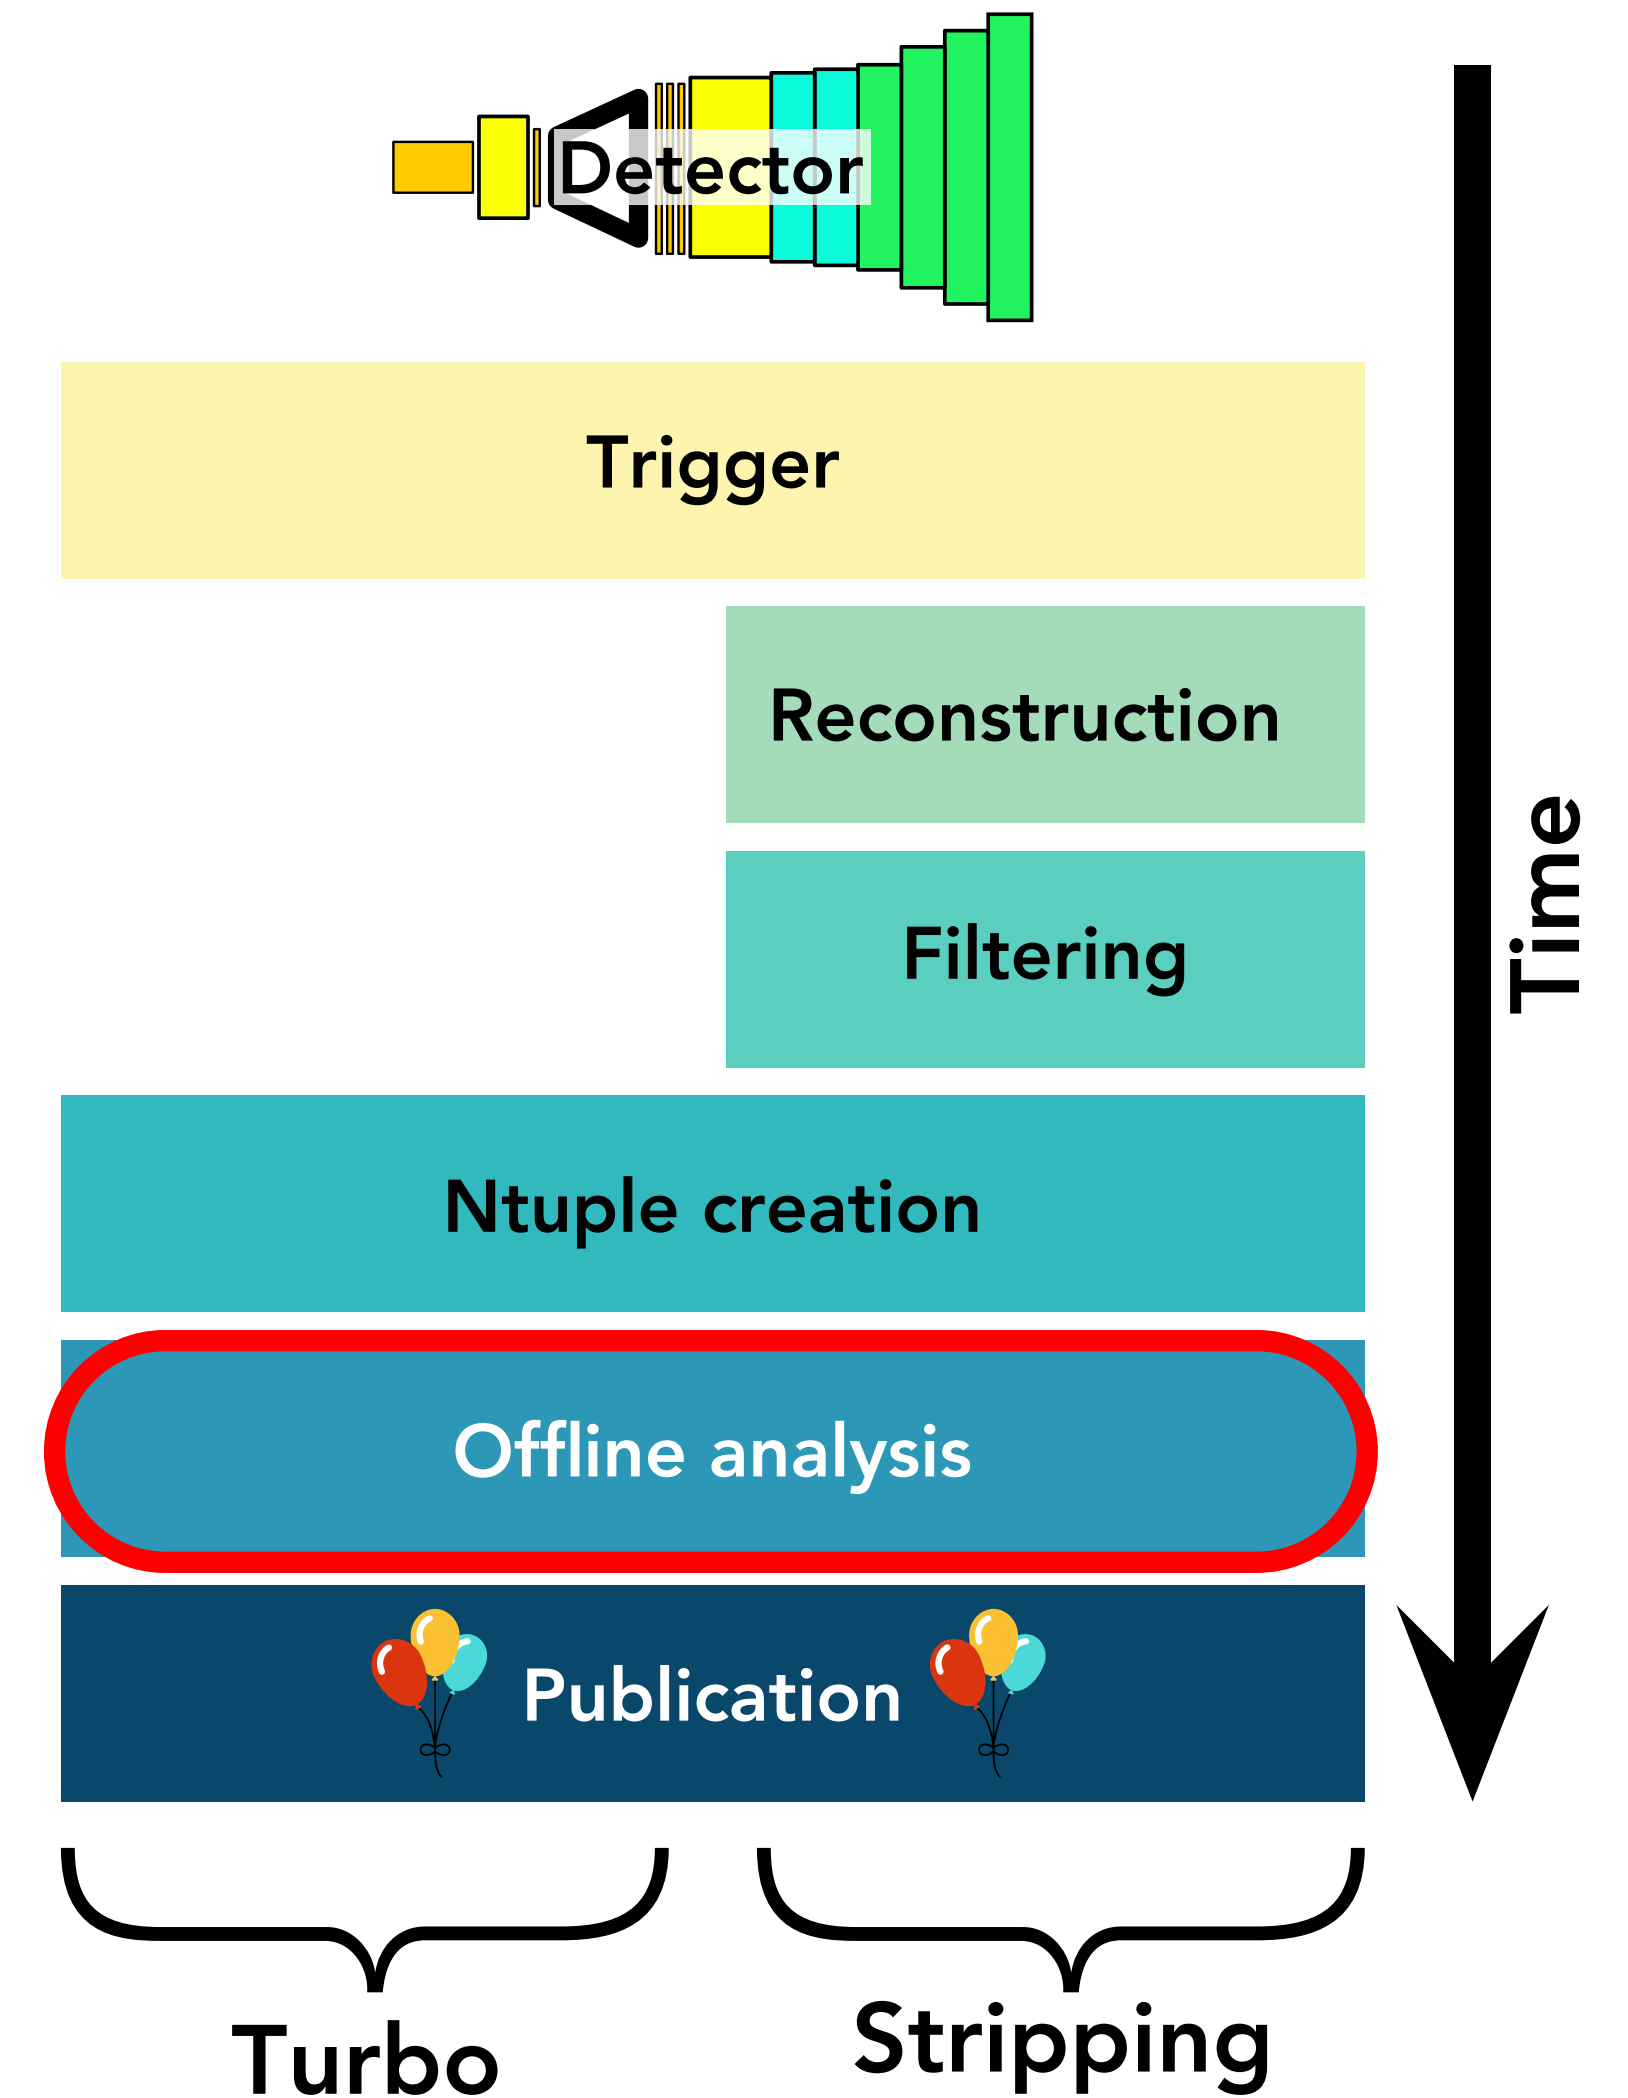 Detector
Trigger
Reconstruction
Filtering
Time
Ntuple creation
Offline analysis
Publication
Turbo
Stripping